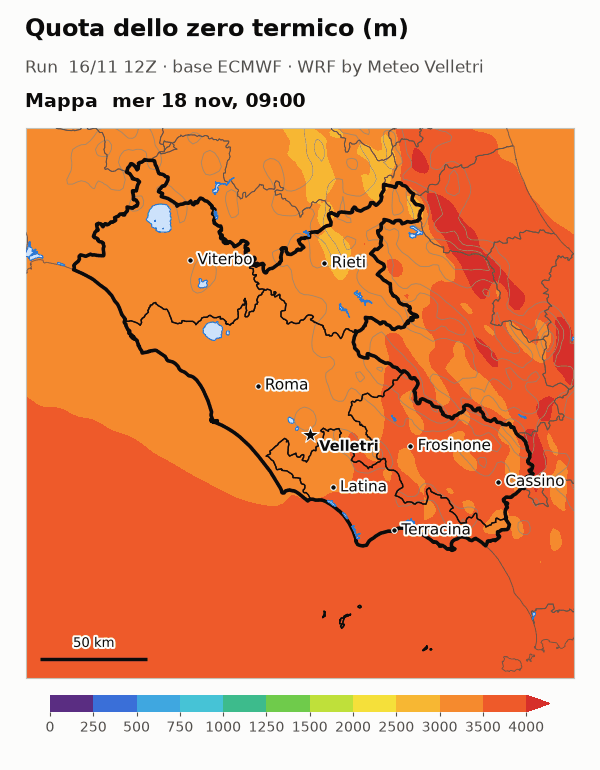 Quota dello zero termico (m)
Run  16/11 12Z · base ECMWF · WRF by Meteo Velletri
Mappa  mer 18 nov, 09:00
Viterbo
Rieti
Roma
Velletri
Frosinone
Cassino
Latina
Terracina
50 km
0 250 500 750 1000 1250 1500 2000 2500 3000 3500 4000